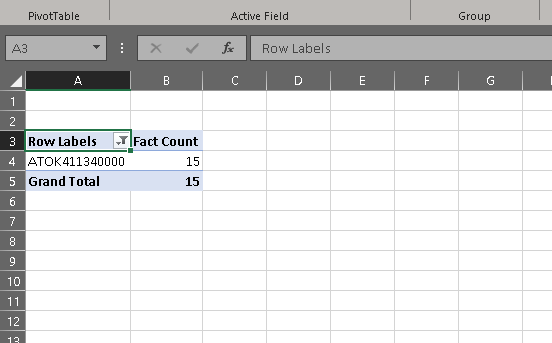 PivotTable Active Field Group
A3 fx Row Labels
A B C D E F G
1
2
3 Row Labels Fact Count
4 ATOK411340000 15
5 Grand Total 15
6
7
8
9
10
11
12
13